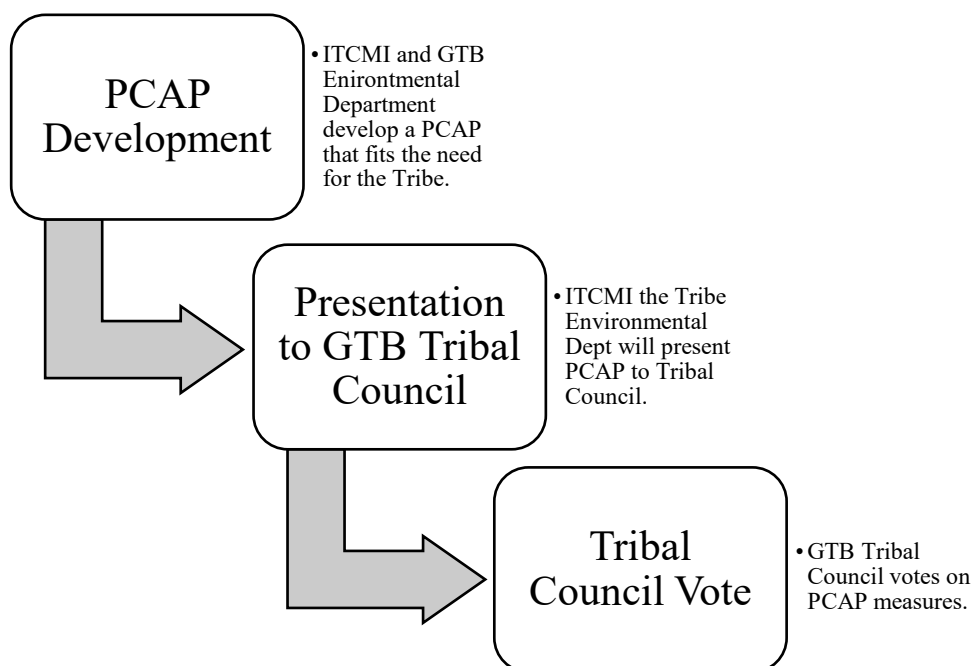 PCAP
Development
• ITCMI and GTB
Enirontmental
Department
develop a PCAP
that fits the need
for the Tribe.
Presentation
to GTB Tribal
Council
• ITCMI the Tribe
Environmental
Dept will present
PCAP to Tribal
Council.
Tribal
Council Vote
• GTB Tribal
Council votes on
PCAP measures.